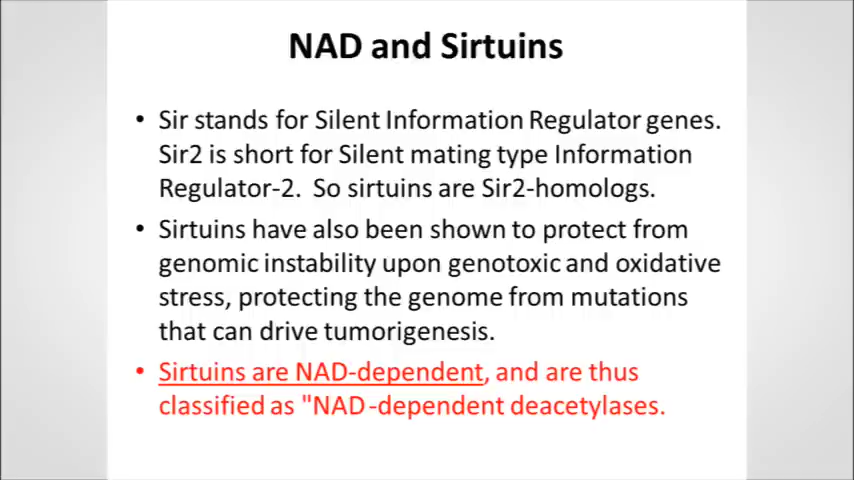 NAD and Sirtuins
• Sir stands for Silent Information Regulator genes.
Sir2 is short for Silent mating type Information
Regulator-2.  So sirtuins are Sir2-homologs.
• Sirtuins have also been shown to protect from
genomic instability upon genotoxic and oxidative
stress, protecting the genome from mutations
that can drive tumorigenesis.
• Sirtuins are NAD-dependent, and are thus
classified as "NAD-dependent deacetylases.